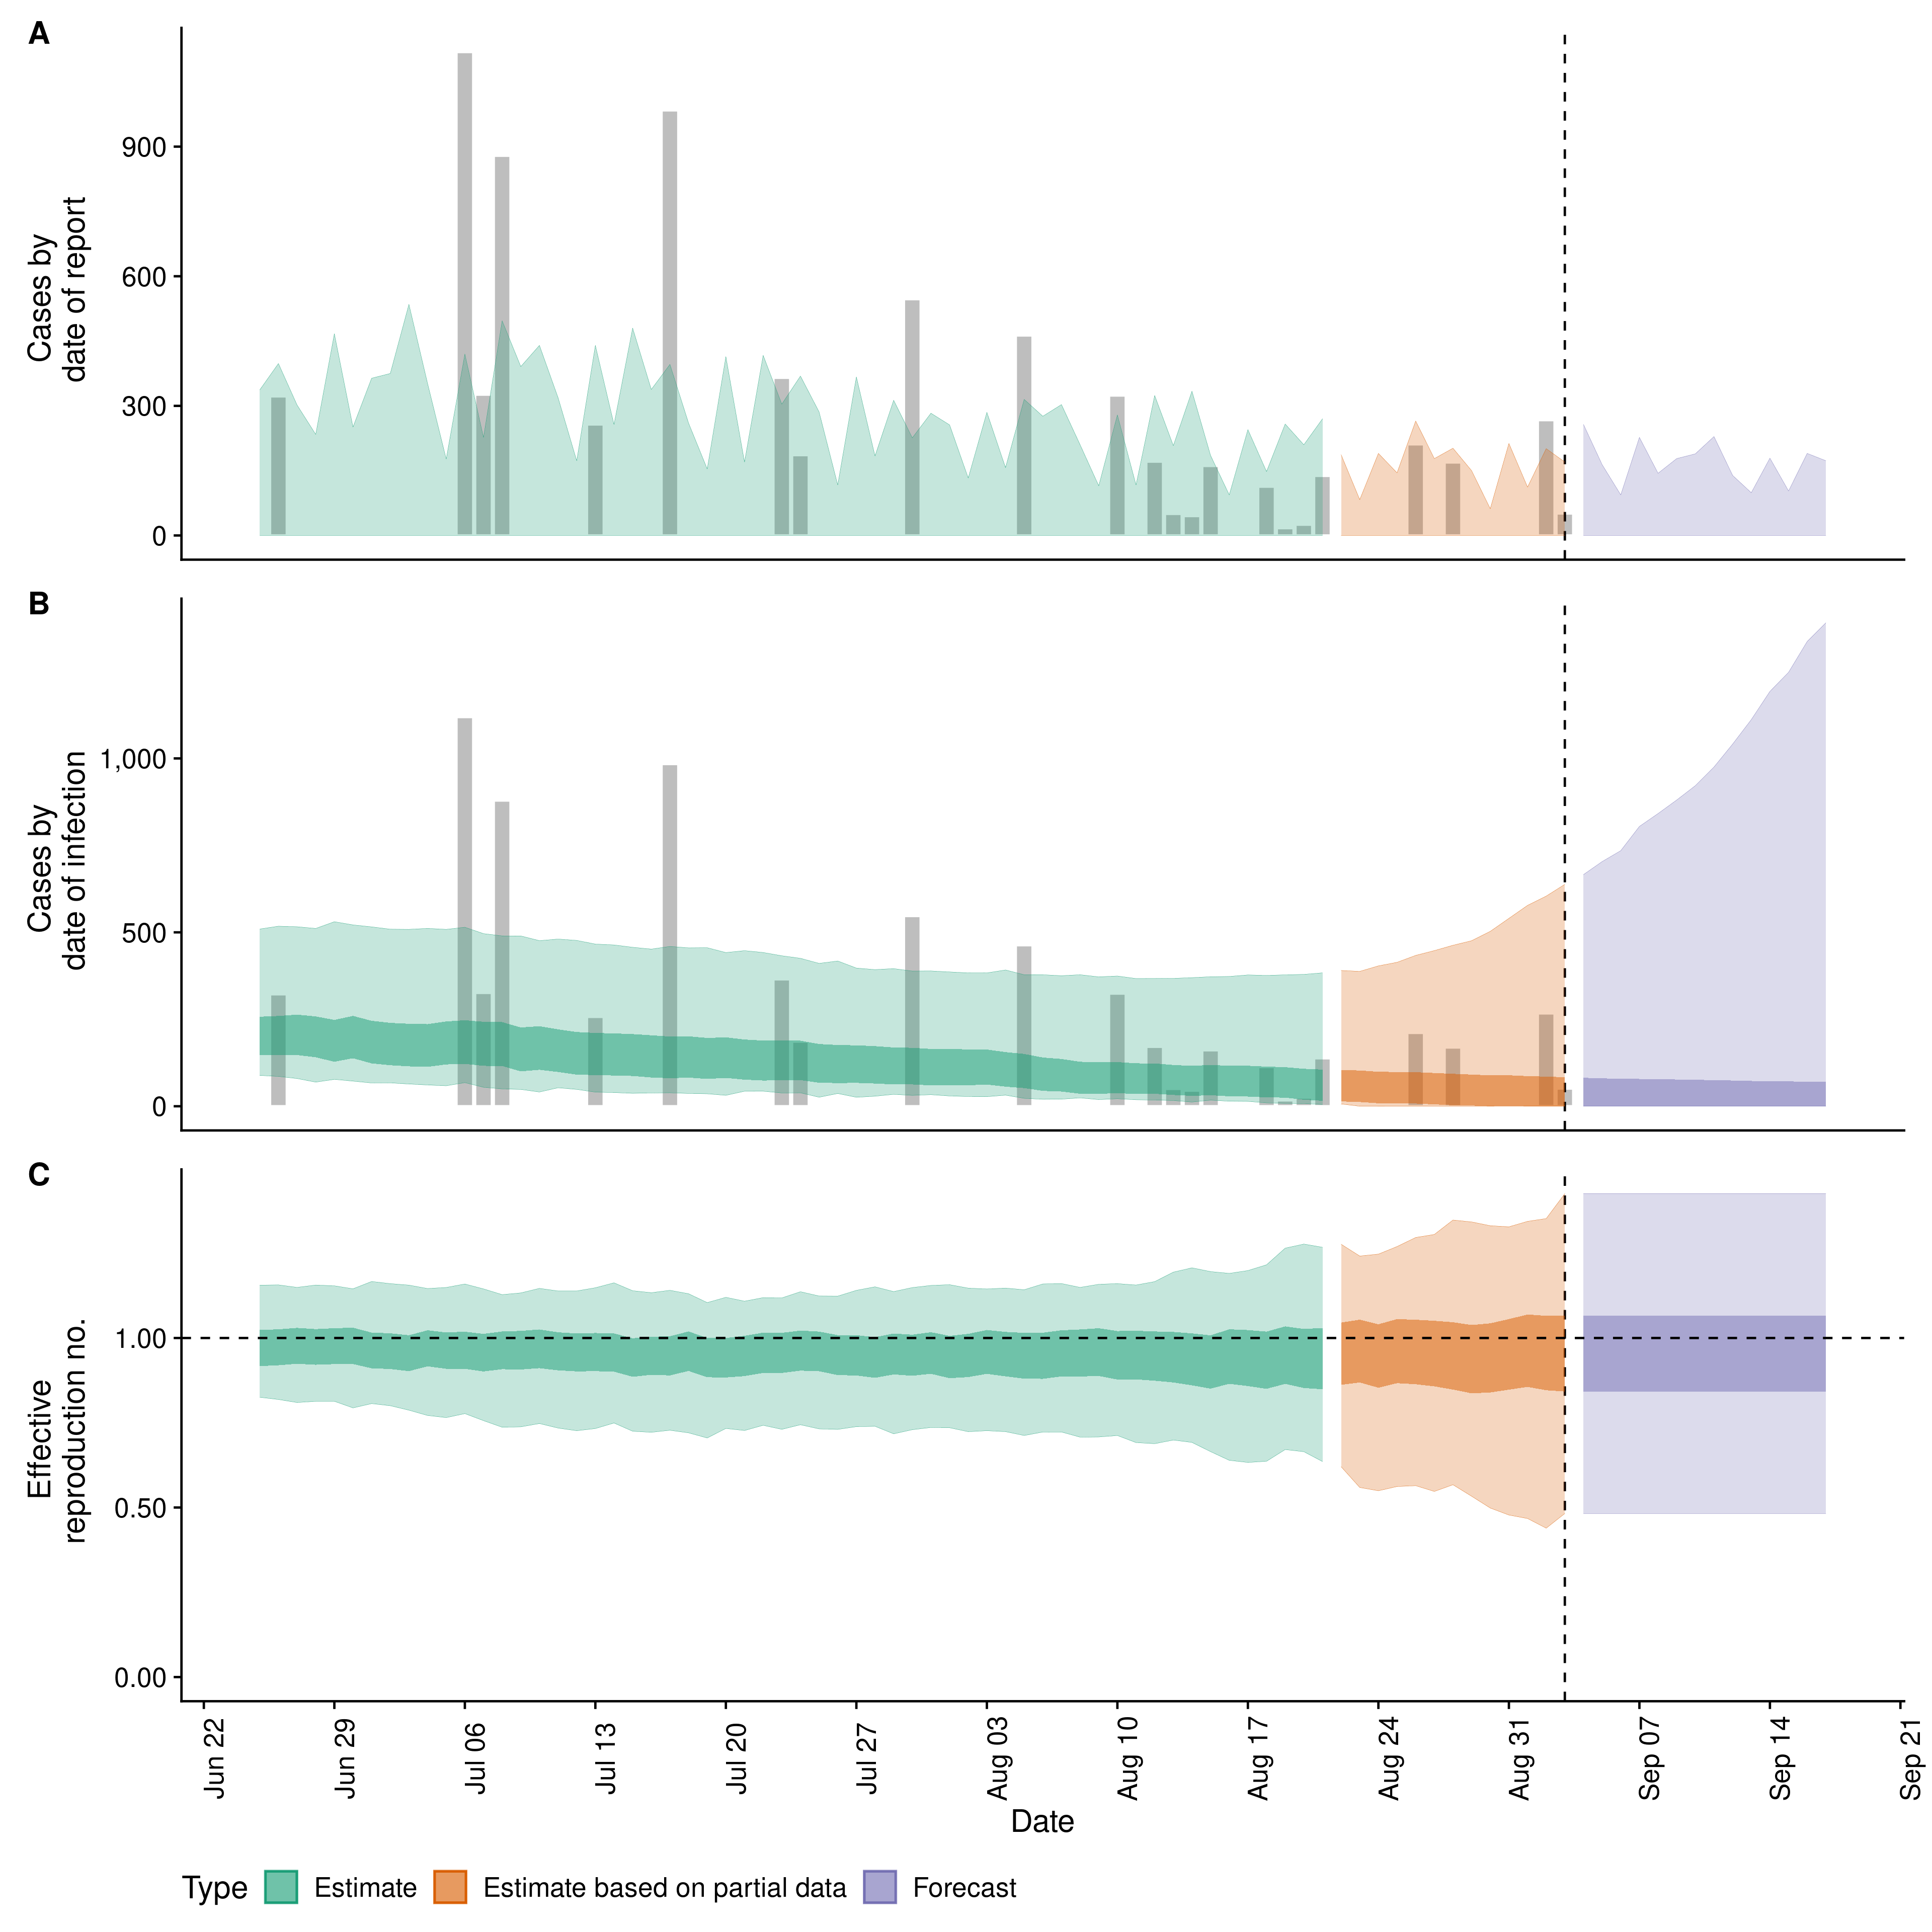 A
Cases by
date of report
900
600
300
0
B
Cases by
date of infection
1,000
500
0
C
Effective
reproduction no.
1.00
0.50
0.00
Jun 22
Jun 29
Jul 06
Jul 13
Jul 20
Jul 27
Aug 03
Aug 10
Aug 17
Aug 24
Aug 31
Sep 07
Sep 14
Sep 21
Date
Type Estimate Estimate based on partial data Forecast